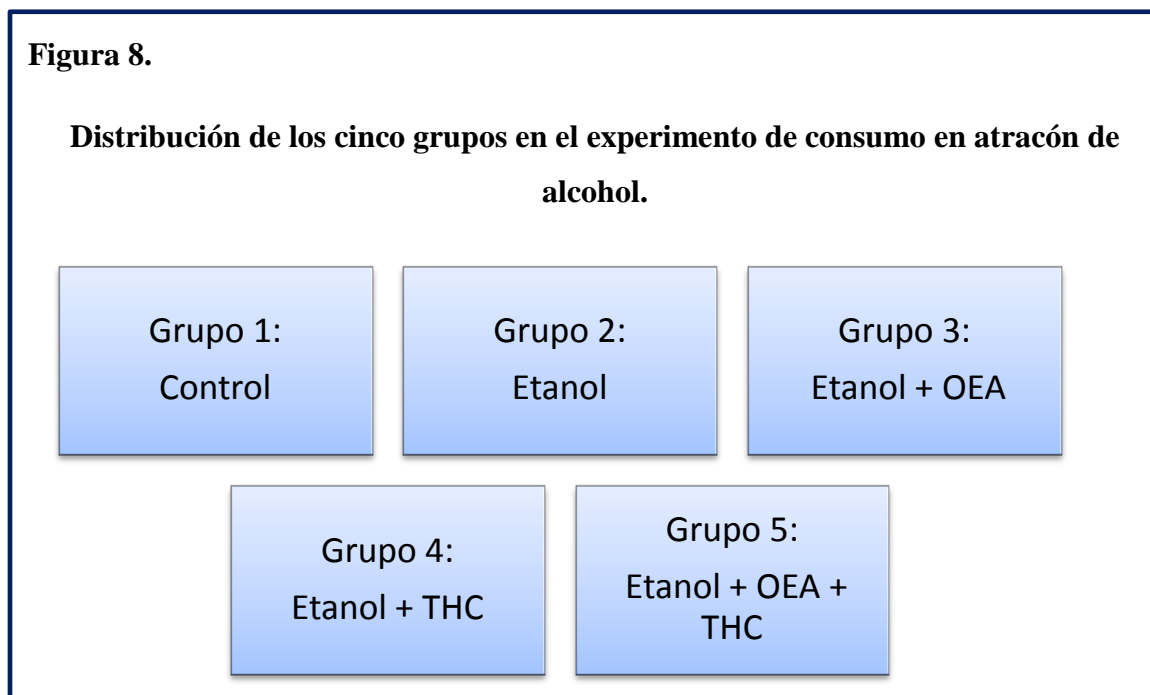 Figura 8.
Distribución de los cinco grupos en el experimento de consumo en atracón de
alcohol.
Grupo 1:
Control
Grupo 2:
Etanol
Grupo 3:
Etanol + OEA
Grupo 4:
Etanol + THC
Grupo 5:
Etanol + OEA +
THC